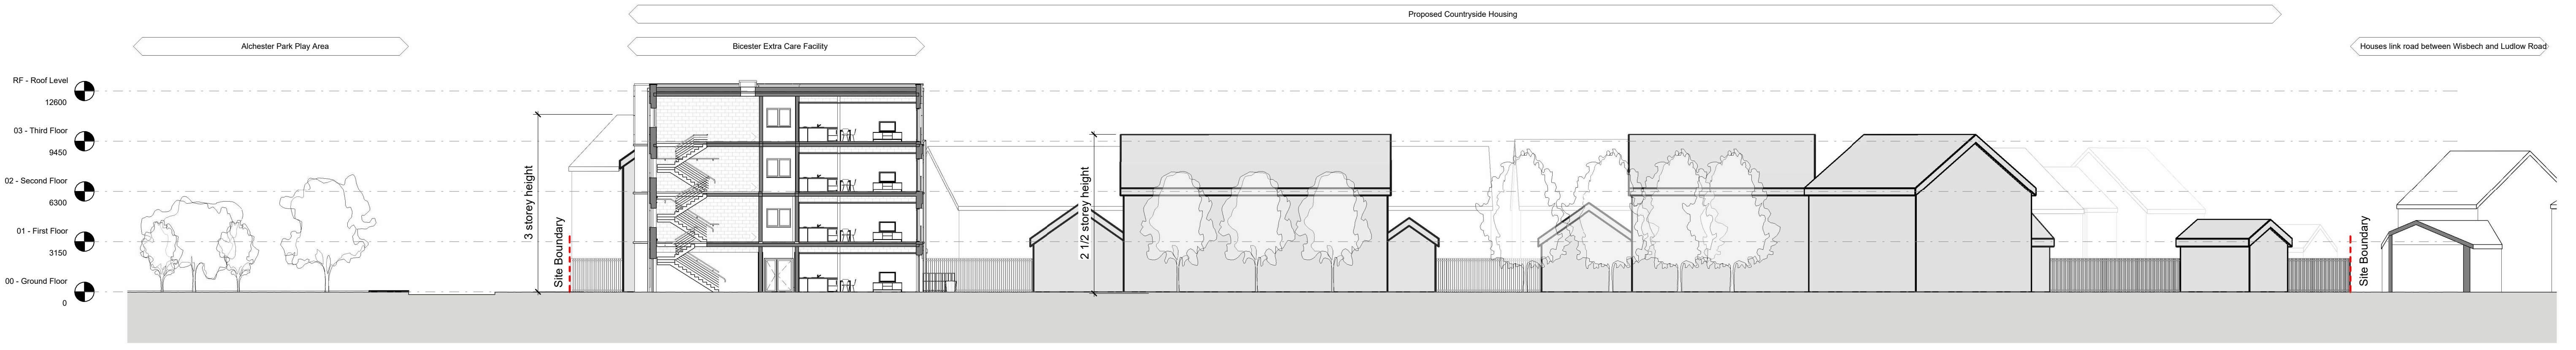 Proposed Countryside Housing
Alchester Park Play Area
Bicester Extra Care Facility
Houses link road between Wisbech and Ludlow Road
RF - Roof Level
12600
03 - Third Floor
9450
02 - Second Floor
6300
01 - First Floor
3150
00 - Ground Floor
0
3 storey height
Site Boundary
2 1/2 storey height
Site Boundary